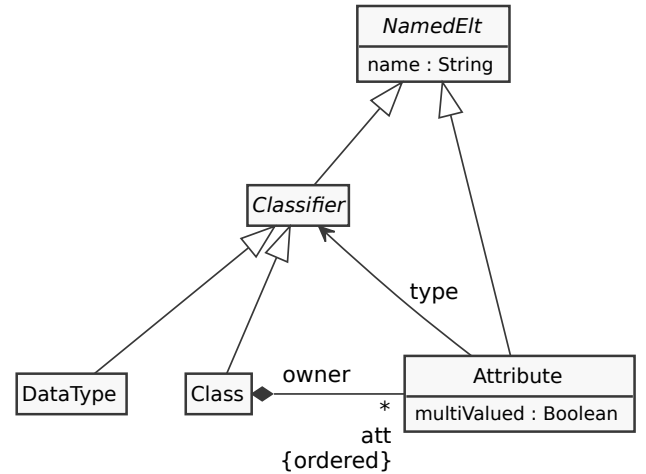 NamedElt
name : String
Classifier
type
DataType
Class
owner
*
att
{ordered}
Attribute
multiValued : Boolean